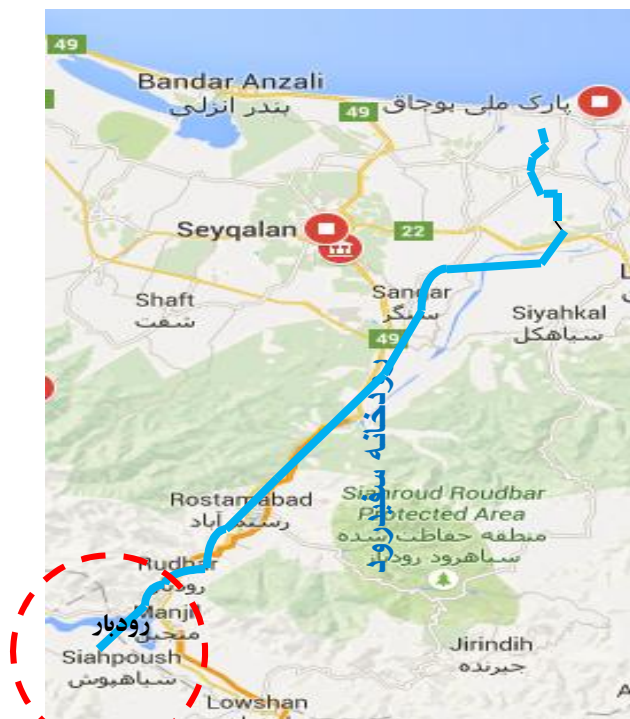 49
Bandar Anzali
بندر انزلی
49
پارک ملی بوجاق
Seyqalan
22
Sangar
سنگر
Shaft
شفت
Siyahkal
سیاهکل
49
رودخانه سفیدرود
Rostamabad
رستم آباد
Siahroud Roudbar
Protected Area
منطقه حفاظت شده
سیاهرود رودبار
Rudbar
رودبار
Manjil
منجیل
رودبار
Siahpoush
سیاهپوش
Jirindih
جیرنده
Lowshan